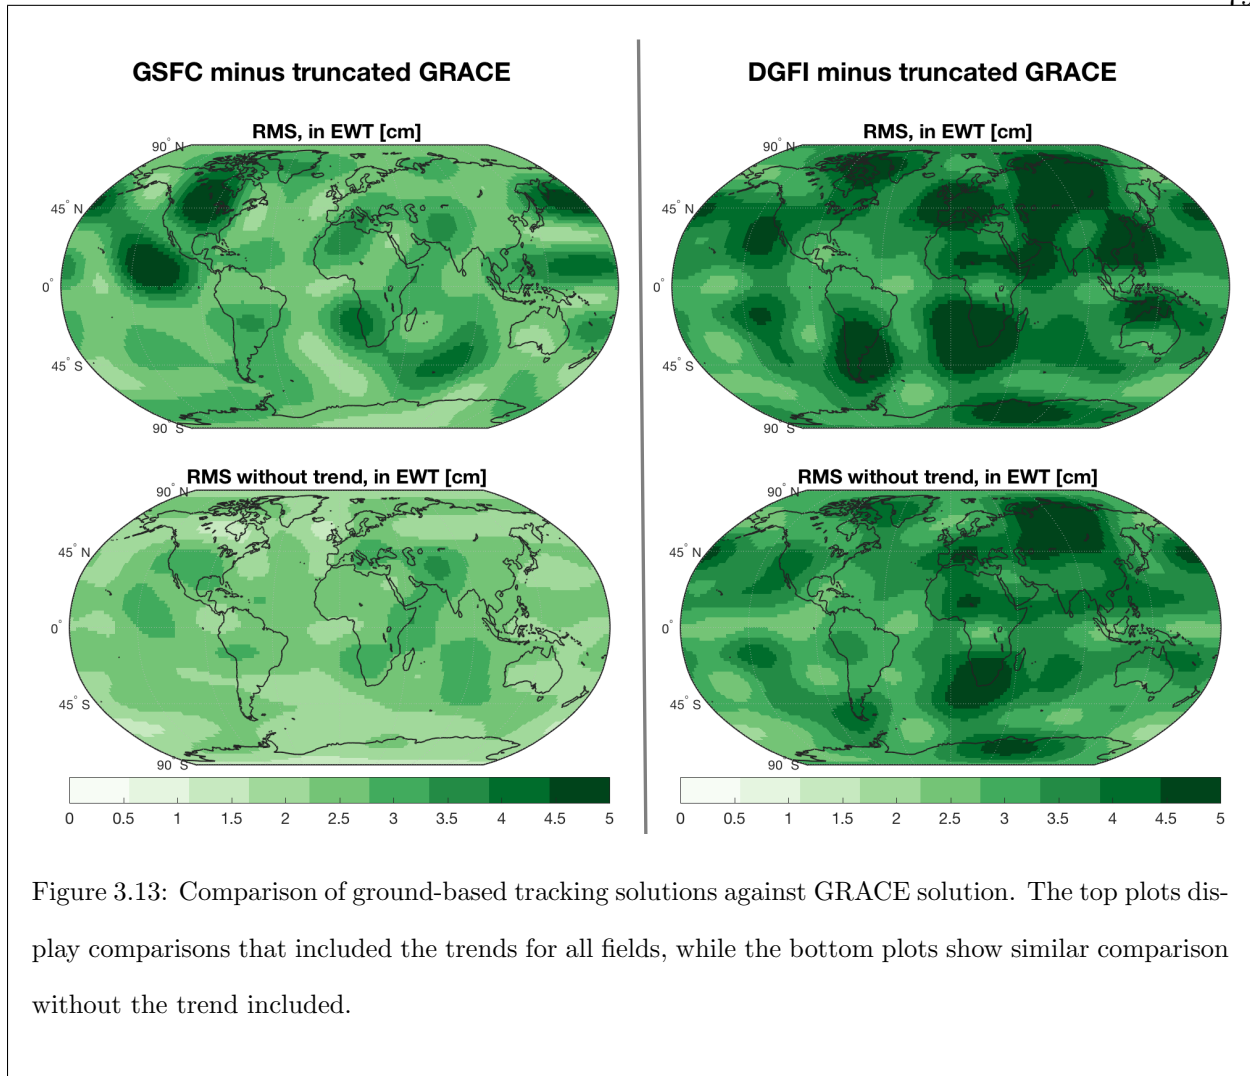 GSFC minus truncated GRACE
RMS, in EWT [cm]
90° N
45° N
0°
45° S
90° S
RMS without trend, in EWT [cm]
90° N
45° N
0°
45° S
90° S
0 0.5 1 1.5 2 2.5 3 3.5 4 4.5 5
DGFI minus truncated GRACE
RMS, in EWT [cm]
90° N
45° N
0°
45° S
90° S
RMS without trend, in EWT [cm]
90° N
45° N
0°
45° S
90° S
0 0.5 1 1.5 2 2.5 3 3.5 4 4.5 5
Figure 3.13: Comparison of ground-based tracking solutions against GRACE solution. The top plots dis-
play comparisons that included the trends for all fields, while the bottom plots show similar comparison
without the trend included.